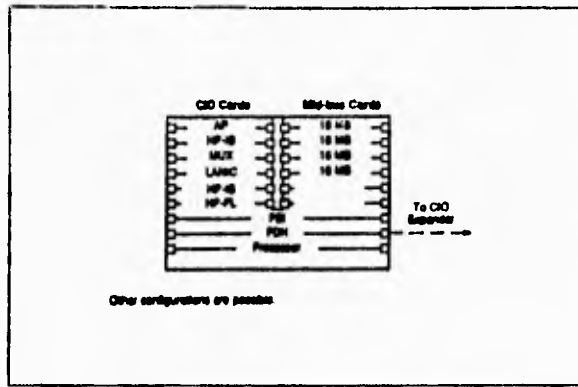 CIO Cards Mid-bus Cards
AP 16 MB
HP-IB 16 MB
MUX 16 MB
LANIC 16 MB
HP-IB
HP-FL
To CIO
Expander
PDH
Processor
Other configurations are possible.